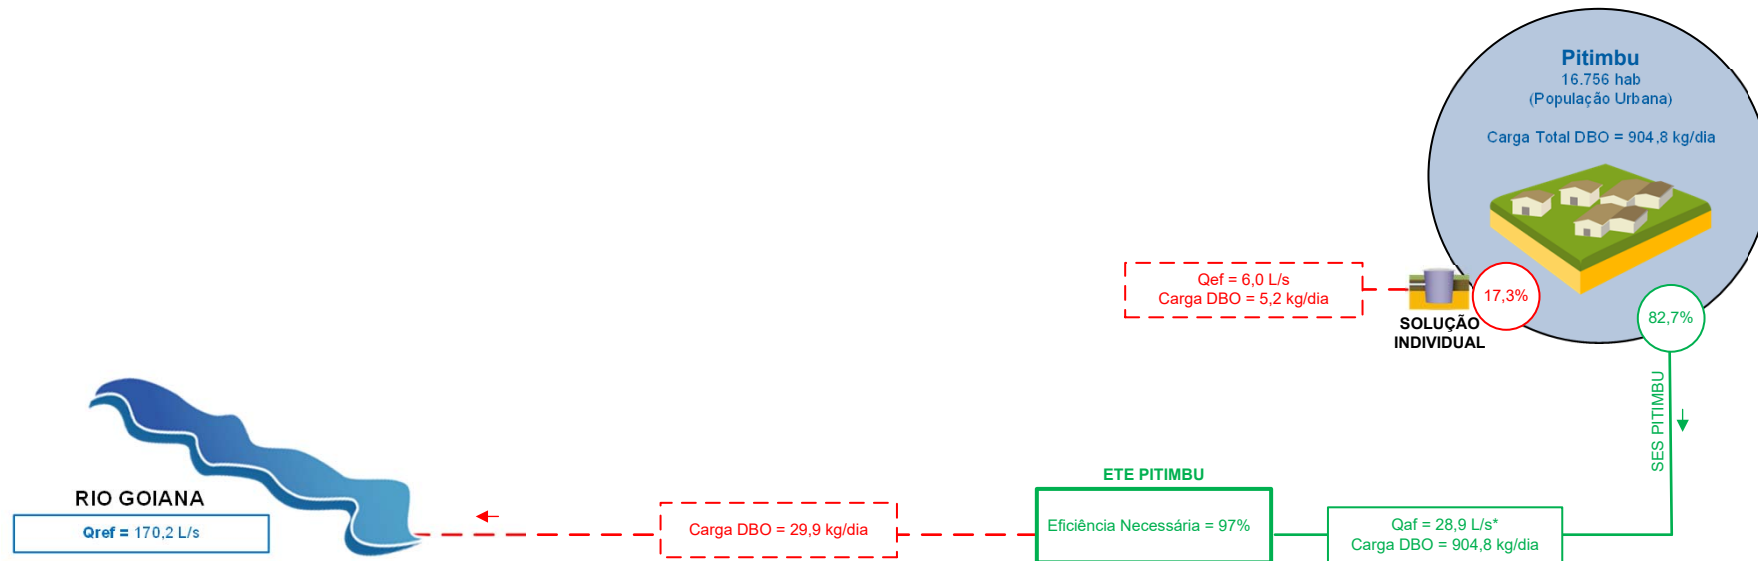 Pitimbu
16.756 hab
(População Urbana)
Carga Total DBO = 904,8 kg/dia
Qef = 6,0 L/s
Carga DBO = 5,2 kg/dia
17,3%
SOLUÇÃO
INDIVIDUAL
82,7%
SES PITIMBU
ETE PITIMBU
RIO GOIANA
Qref = 170,2 L/s
Carga DBO = 29,9 kg/dia
Eficiência Necessária = 97%
Qaf = 28,9 L/s*
Carga DBO = 904,8 kg/dia